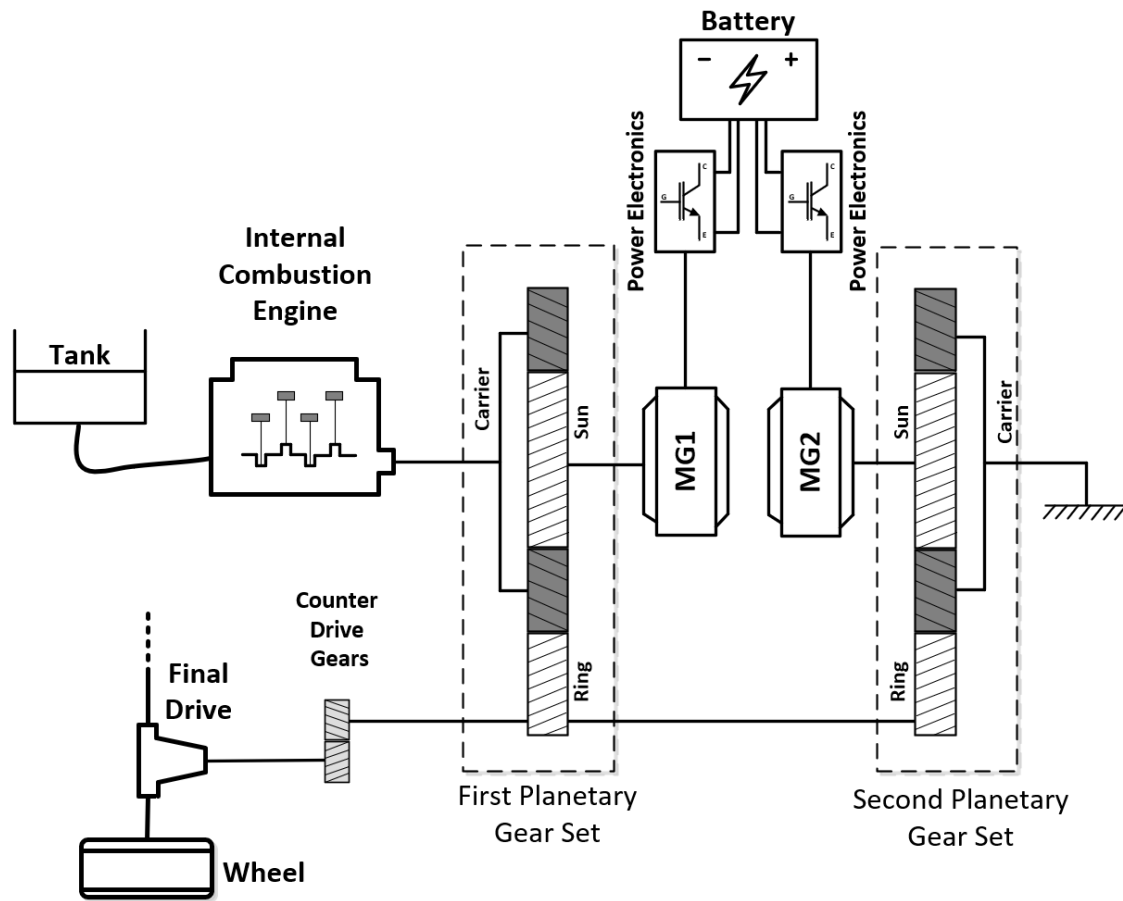 Battery
− +
Power Electronics
C
G
E
Power Electronics
C
G
E
Internal
Combustion
Engine
Tank
Carrier
Sun
MG1
MG2
Sun
Carrier
Counter
Drive
Gears
Ring
Ring
Final
Drive
First Planetary
Gear Set
Second Planetary
Gear Set
Wheel